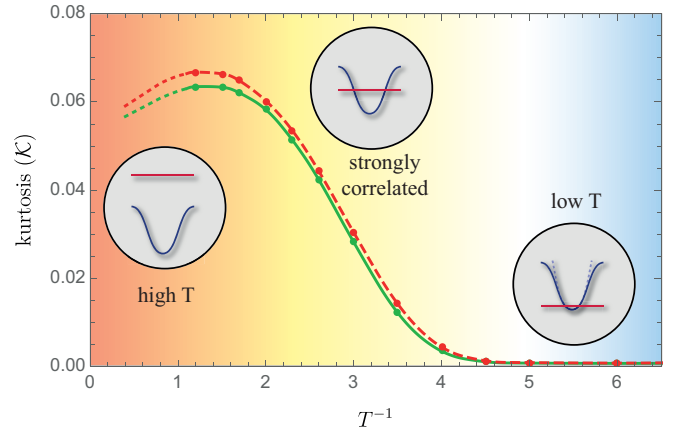 0.08
0.06
0.04
0.02
0.00
kurtosis (𝒦)
strongly
correlated
low T
high T
0 1 2 3 4 5 6
T⁻¹